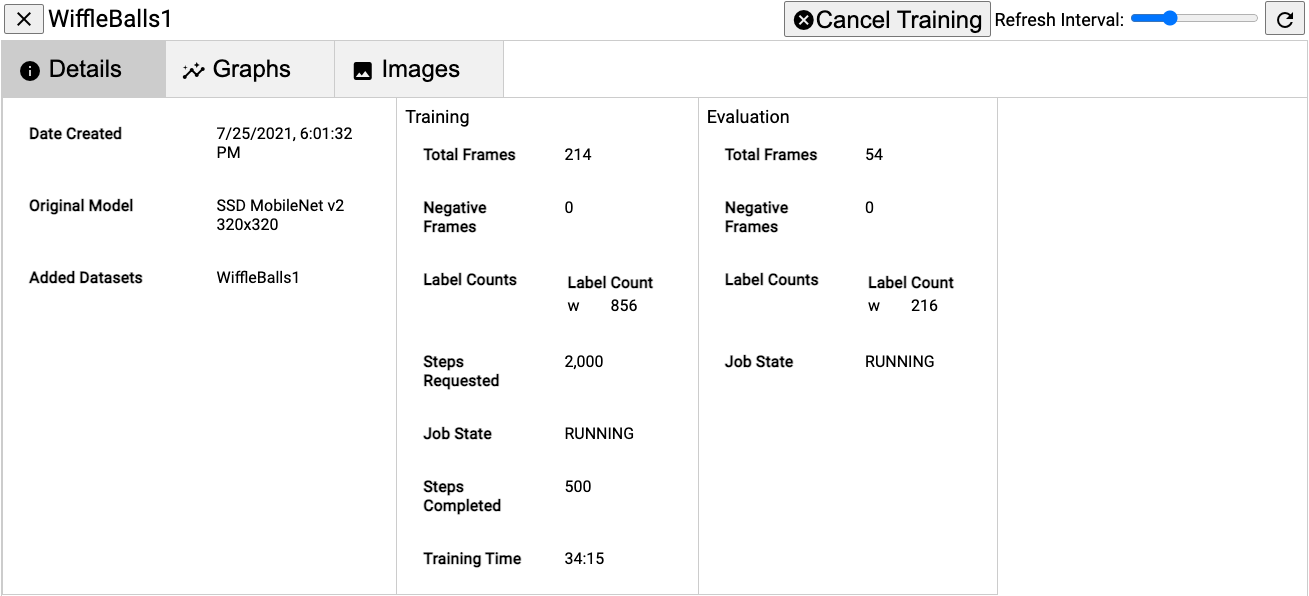 WiffleBalls1
Cancel Training
Refresh Interval:
Details
Graphs
Images
Date Created
7/25/2021, 6:01:32
PM
Original Model
SSD MobileNet v2
320x320
Added Datasets
WiffleBalls1
Training
Total Frames
214
Negative
Frames
0
Label Counts
Label Count
w 856
Steps
Requested
2,000
Job State
RUNNING
Steps
Completed
500
Training Time
34:15
Evaluation
Total Frames
54
Negative
Frames
0
Label Counts
Label Count
w 216
Job State
RUNNING